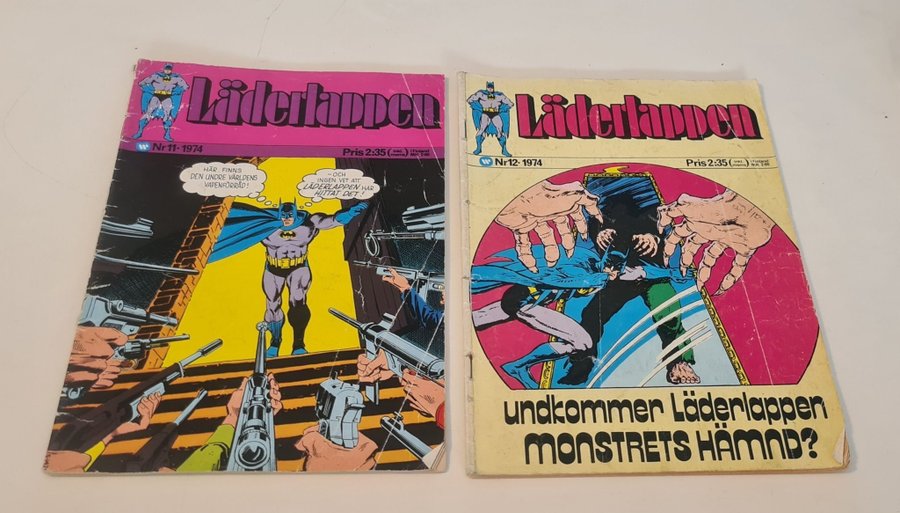 Läderlappen
Nr 11 · 1974
Pris 2:35
HÄR FINNS
DEN UNDRE VÄRLDENS
VAPENFÖRRÅD!
- OCH
INGEN VET ATT
LÄDERLAPPEN HAR
HITTAT DET!
Läderlappen
Nr 12 · 1974
Pris 2:35
undkommer Läderlappen
MONSTRETS HÄMND?